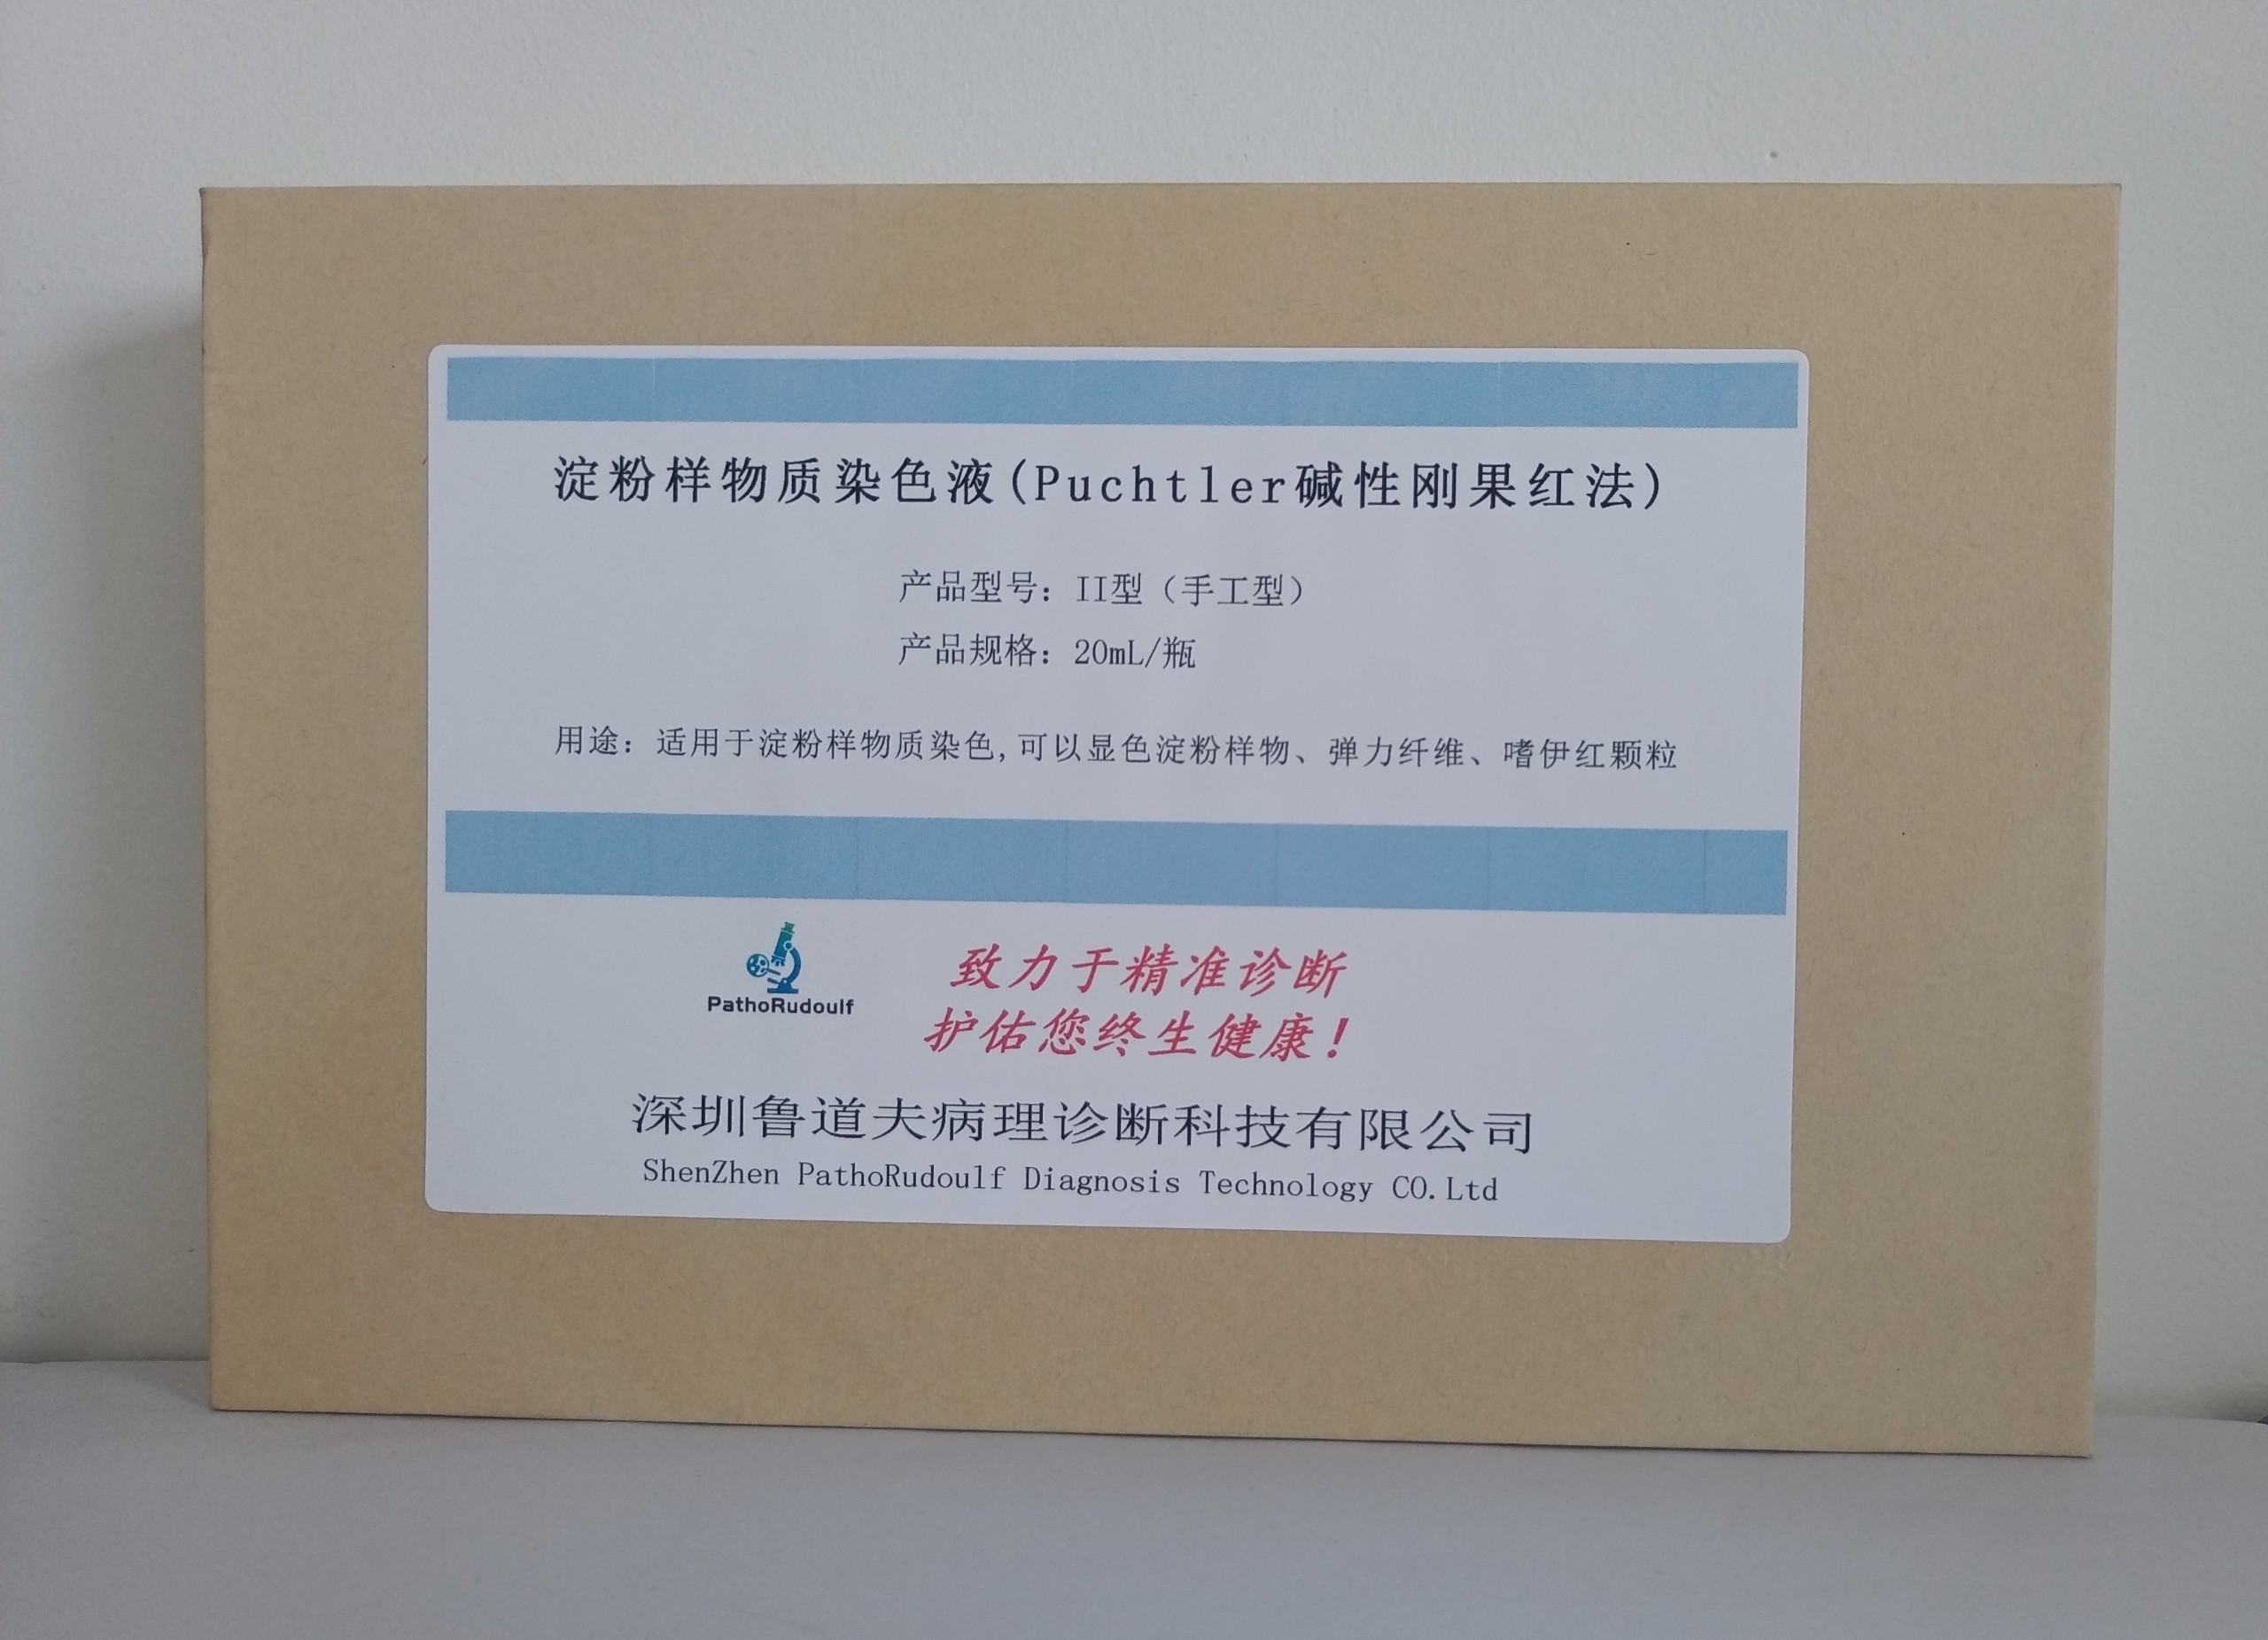 淀粉样物质染色液(Puchtler碱性刚果红法)
产品型号：II型（手工型）
产品规格：20mL/瓶
用途：适用于淀粉样物质染色,可以显色淀粉样物、弹力纤维、嗜伊红颗粒
PathoRudoulf
致力于精准诊断
护佑您终生健康！
深圳鲁道夫病理诊断科技有限公司
ShenZhen PathoRudoulf Diagnosis Technology CO.Ltd